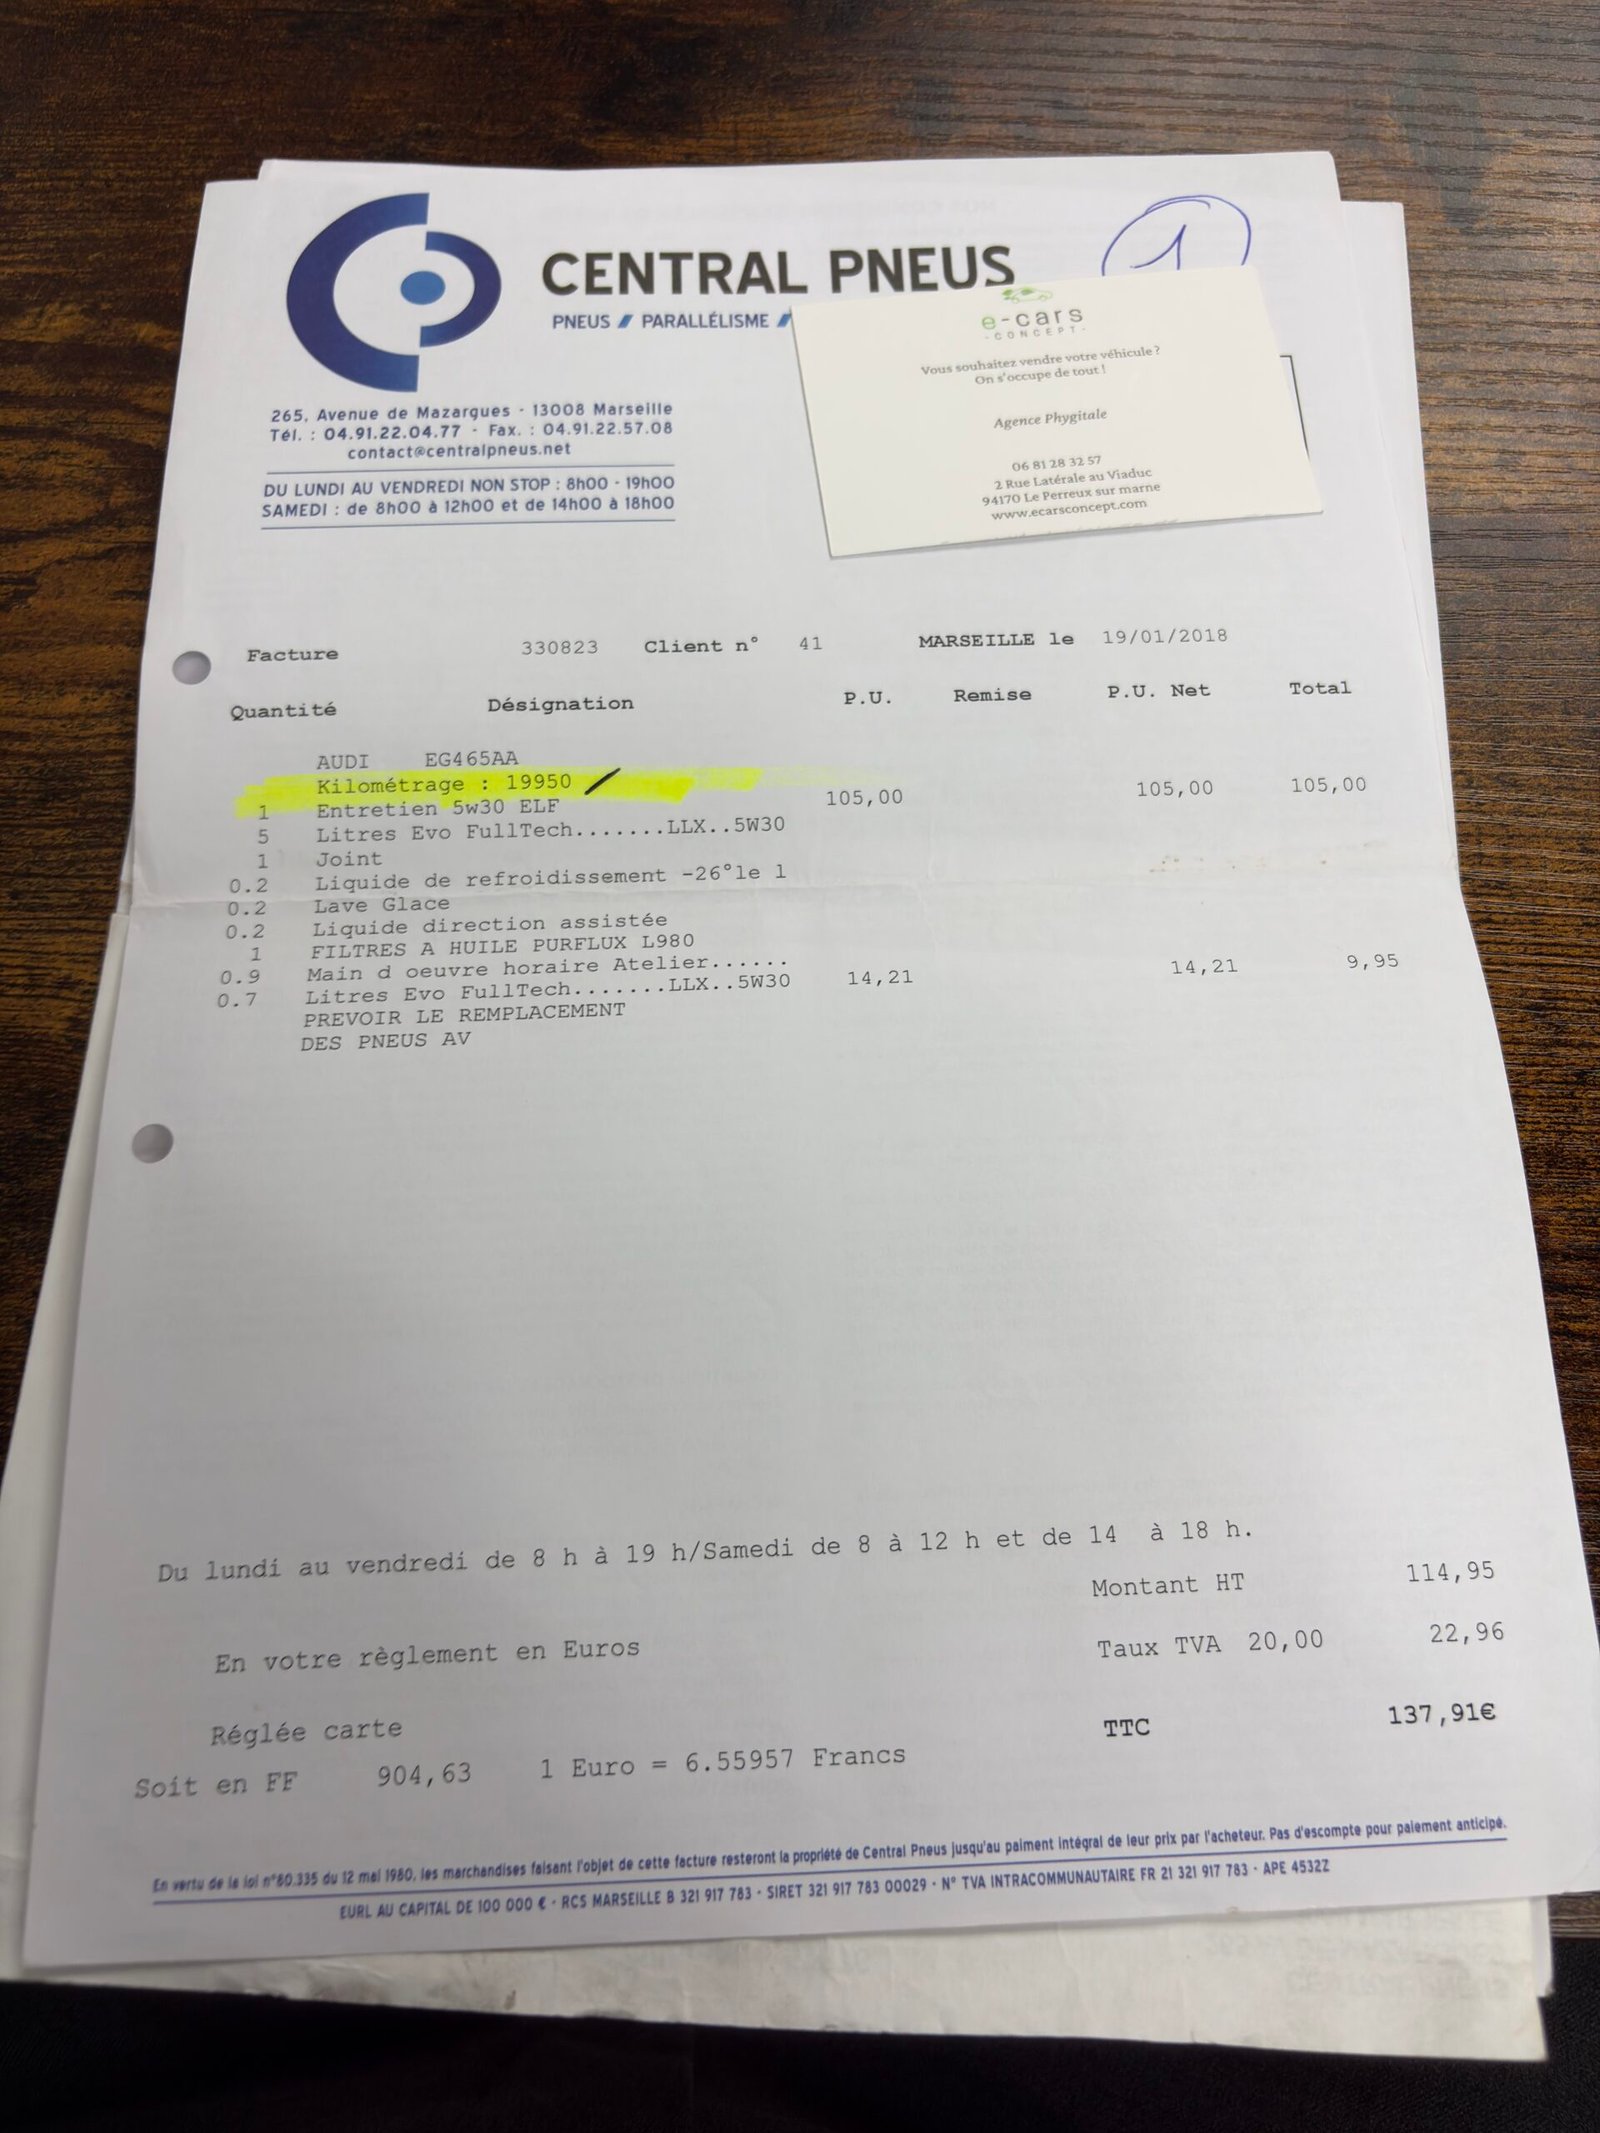 1
CENTRAL PNEUS
PNEUS // PARALLÉLISME //
265, Avenue de Mazargues - 13008 Marseille
Tél. : 04.91.22.04.77 - Fax. : 04.91.22.57.08
contact@centralpneus.net
DU LUNDI AU VENDREDI NON STOP : 8h00 - 19h00
SAMEDI : de 8h00 à 12h00 et de 14h00 à 18h00
e-cars
-CONCEPT-
Vous souhaitez vendre votre véhicule ?
On s'occupe de tout !
Agence Phygitale
06 81 28 32 57
2 Rue Latérale au Viaduc
94170 Le Perreux sur marne
www.ecarsconcept.com
Facture 330823 Client n° 41 MARSEILLE le 19/01/2018
Quantité Désignation P.U. Remise P.U. Net Total
AUDI EG465AA
Kilométrage : 19950
1 Entretien 5w30 ELF 105,00 105,00 105,00
5 Litres Evo FullTech.......LLX..5W30
1 Joint
0.2 Liquide de refroidissement -26°le l
0.2 Lave Glace
0.2 Liquide direction assistée
1 FILTRES A HUILE PURFLUX L980
0.9 Main d oeuvre horaire Atelier......
0.7 Litres Evo FullTech.......LLX..5W30 14,21 14,21 9,95
PREVOIR LE REMPLACEMENT
DES PNEUS AV
Du lundi au vendredi de 8 h à 19 h/Samedi de 8 à 12 h et de 14 à 18 h.
Montant HT 114,95
En votre règlement en Euros Taux TVA 20,00 22,96
Réglée carte TTC 137,91€
Soit en FF 904,63 1 Euro = 6.55957 Francs
En vertu de la loi n°80.335 du 12 mai 1980, les marchandises faisant l'objet de cette facture resteront la propriété de Central Pneus jusqu'au paiment intégral de leur prix par l'acheteur. Pas d'escompte pour paiement anticipé.
EURL AU CAPITAL DE 100 000 € - RCS MARSEILLE B 321 917 783 - SIRET 321 917 783 00029 - N° TVA INTRACOMMUNAUTAIRE FR 21 321 917 783 - APE 4532Z